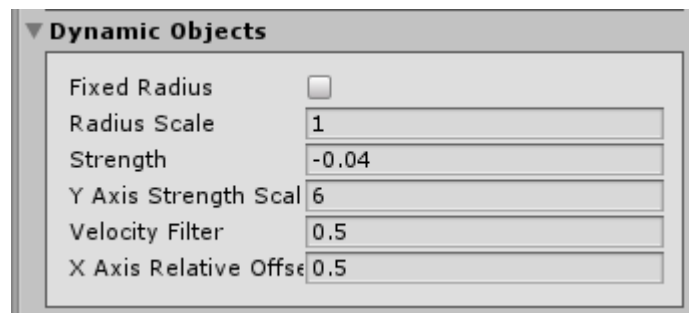 Dynamic Objects
Fixed Radius
Radius Scale 1
Strength -0.04
Y Axis Strength Scal 6
Velocity Filter 0.5
X Axis Relative Offse 0.5